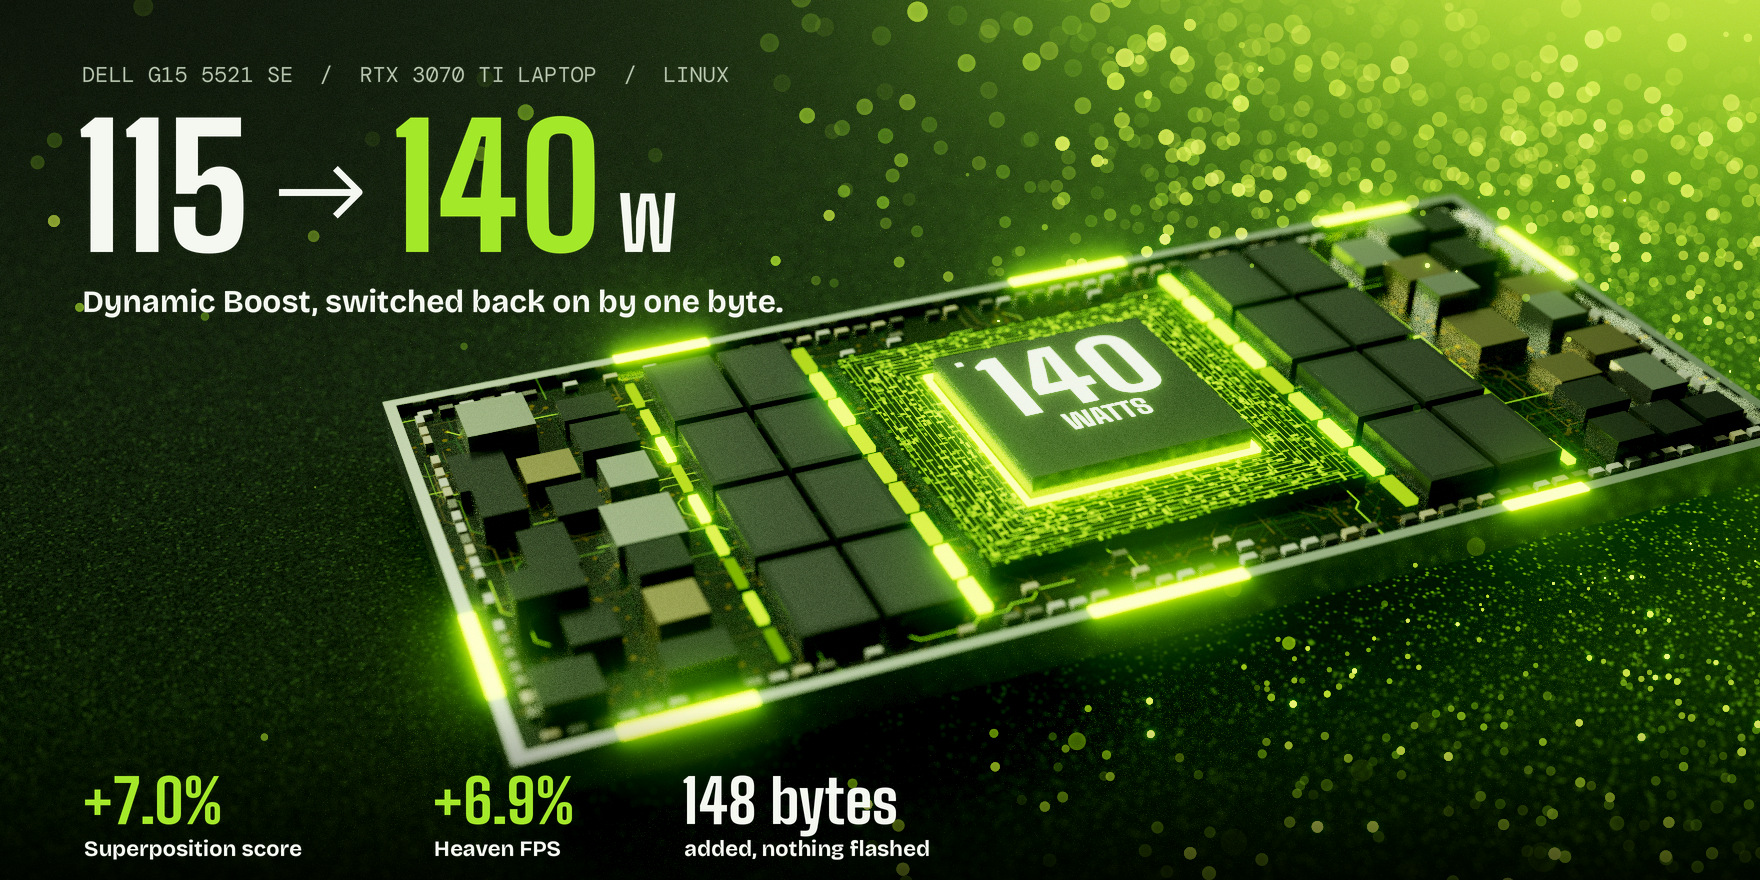 DELL G15 5521 SE / RTX 3070 TI LAPTOP / LINUX
115 → 140 W
Dynamic Boost, switched back on by one byte.
140
WATTS
+7.0%
Superposition score
+6.9%
Heaven FPS
148 bytes
added, nothing flashed